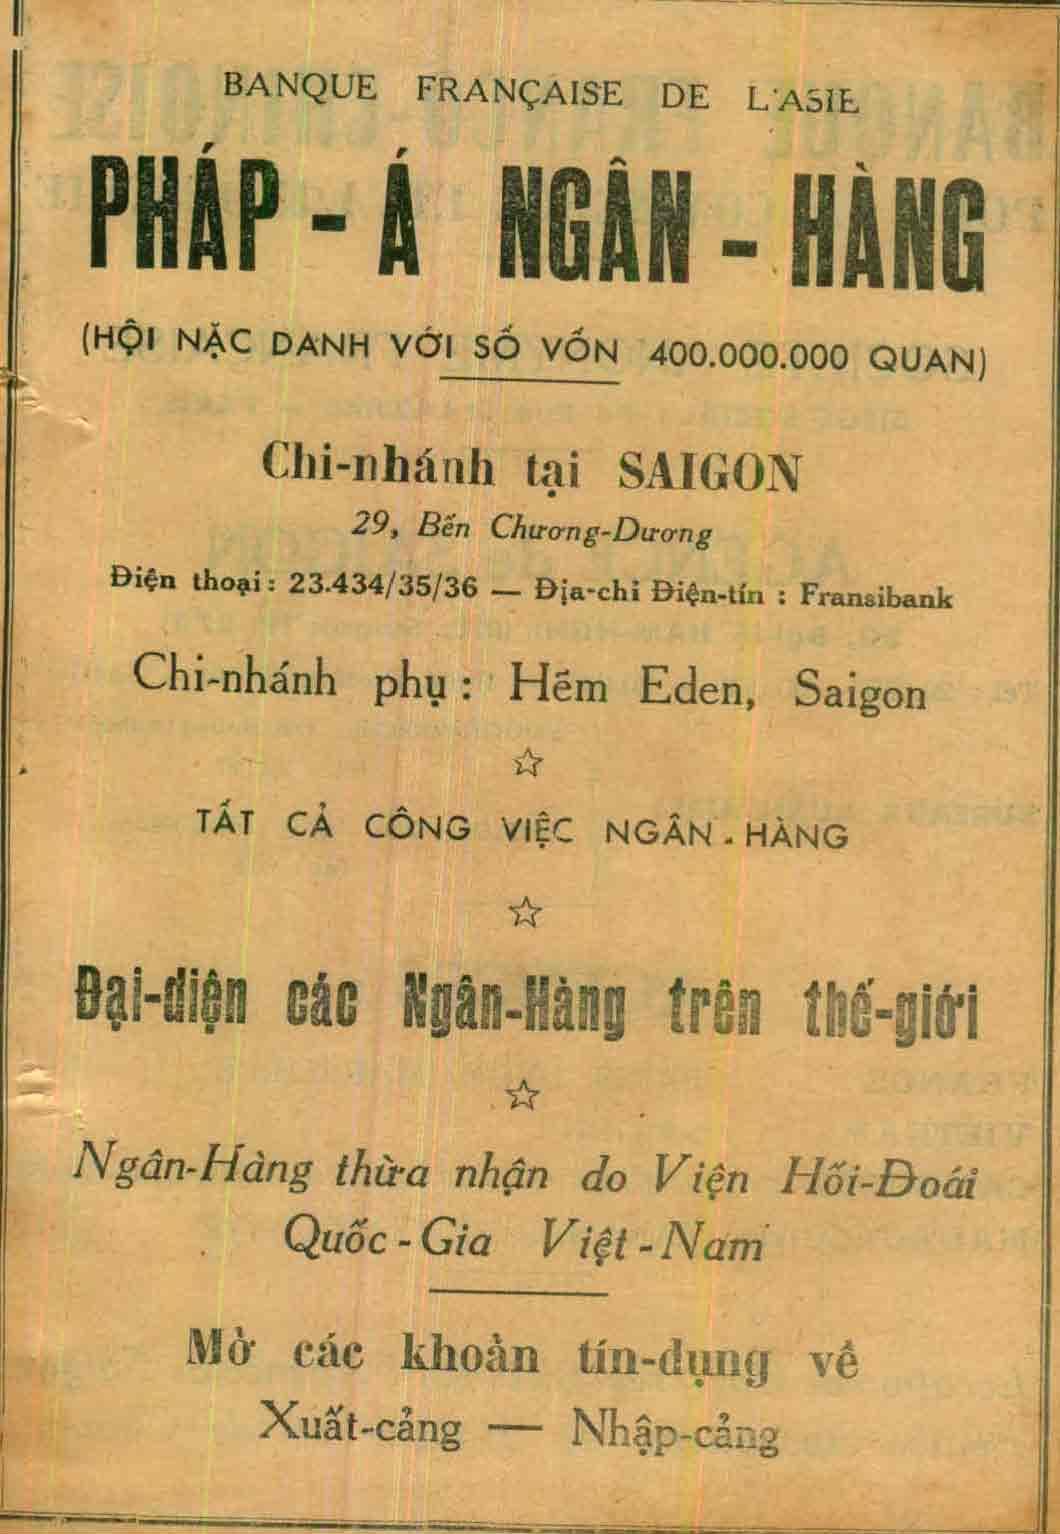 BANQUE FRANÇAISE DE L'ASIE
PHÁP - Á NGÂN - HÀNG
(HỘI NẶC DANH VỚI SỐ VỐN 400.000.000 QUAN)
Chi-nhánh tại SAIGON
29, Bến Chương-Dương
Điện thoại : 23.434/35/36 — Địa-chỉ Điện-tín : Fransibank
Chi-nhánh phụ : Hẻm Eden, Saigon
TẤT CẢ CÔNG VIỆC NGÂN - HÀNG
Đại-diện các Ngân-Hàng trên thế-giới
Ngân-Hàng thừa nhận do Viện Hối-Đoái
Quốc - Gia Việt - Nam
Mở các khoản tín-dụng về
Xuất-cảng — Nhập-cảng